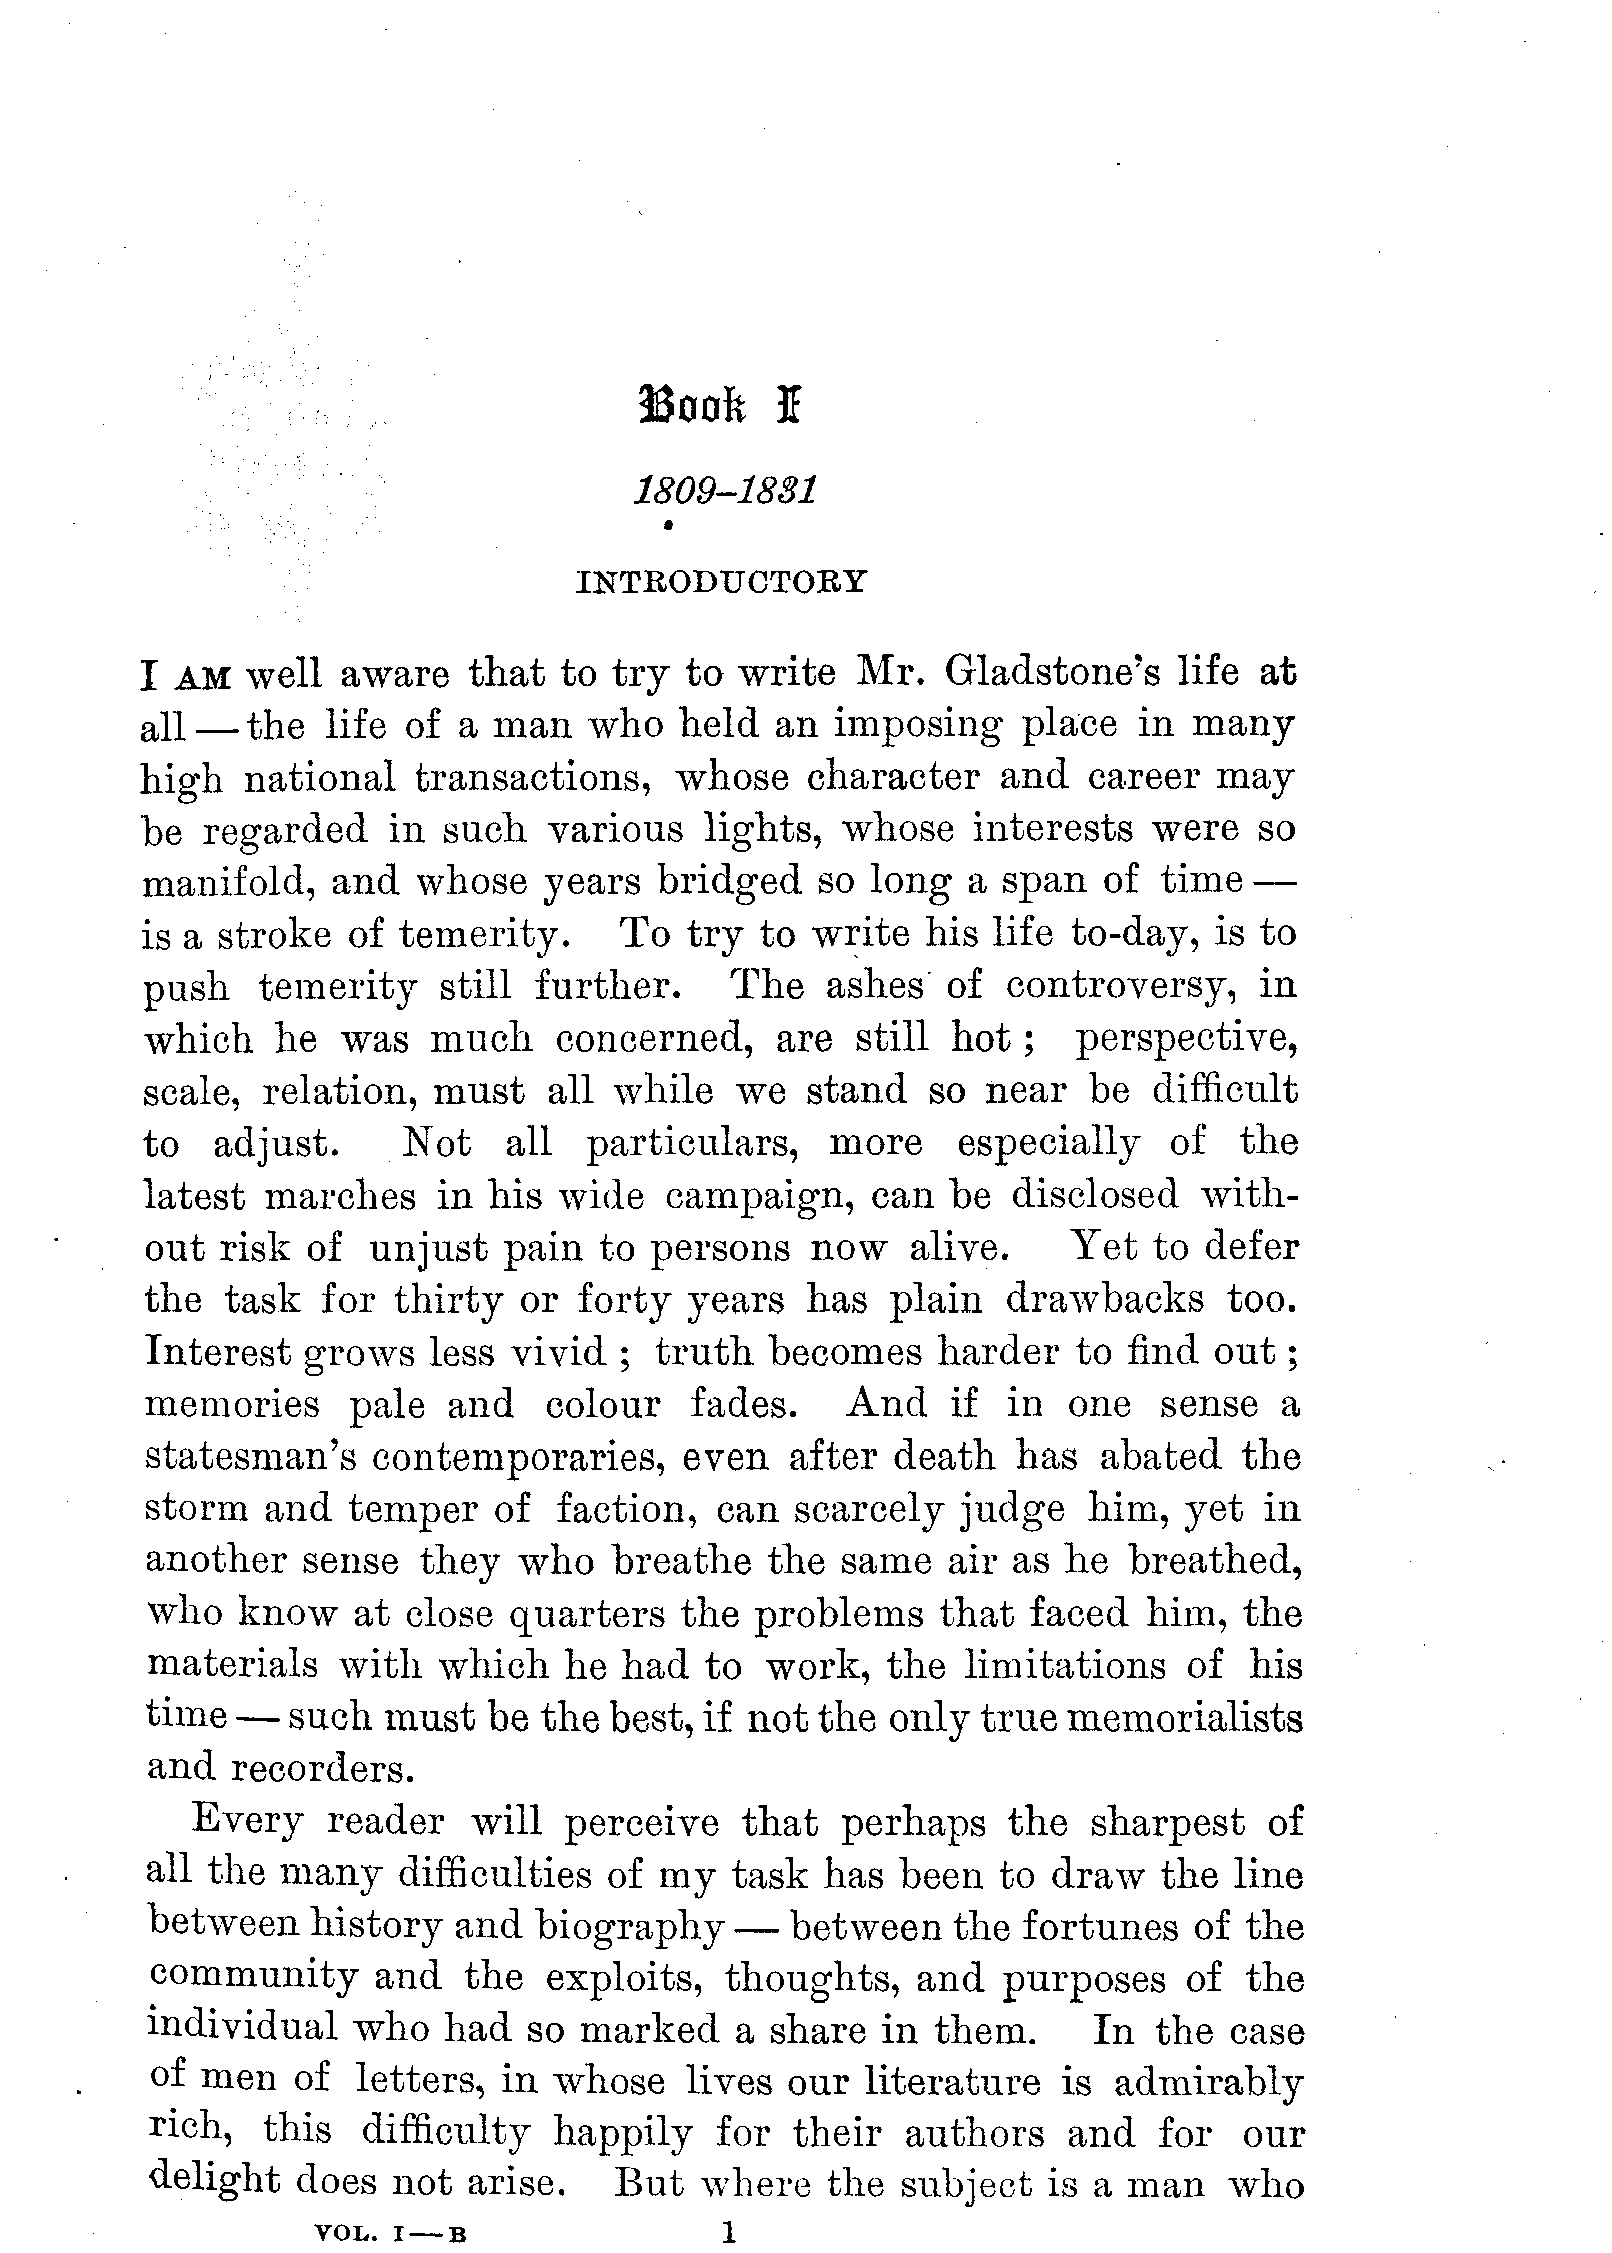 Book I
1809–1831
INTRODUCTORY
I AM well aware that to try to write Mr. Gladstone's life at
all — the life of a man who held an imposing place in many
high national transactions, whose character and career may
be regarded in such various lights, whose interests were so
manifold, and whose years bridged so long a span of time —
is a stroke of temerity. To try to write his life to-day, is to
push temerity still further. The ashes of controversy, in
which he was much concerned, are still hot ; perspective,
scale, relation, must all while we stand so near be difficult
to adjust. Not all particulars, more especially of the
latest marches in his wide campaign, can be disclosed with-
out risk of unjust pain to persons now alive. Yet to defer
the task for thirty or forty years has plain drawbacks too.
Interest grows less vivid ; truth becomes harder to find out ;
memories pale and colour fades. And if in one sense a
statesman's contemporaries, even after death has abated the
storm and temper of faction, can scarcely judge him, yet in
another sense they who breathe the same air as he breathed,
who know at close quarters the problems that faced him, the
materials with which he had to work, the limitations of his
time — such must be the best, if not the only true memorialists
and recorders.
Every reader will perceive that perhaps the sharpest of
all the many difficulties of my task has been to draw the line
between history and biography — between the fortunes of the
community and the exploits, thoughts, and purposes of the
individual who had so marked a share in them. In the case
of men of letters, in whose lives our literature is admirably
rich, this difficulty happily for their authors and for our
delight does not arise. But where the subject is a man who
VOL. I — B 1